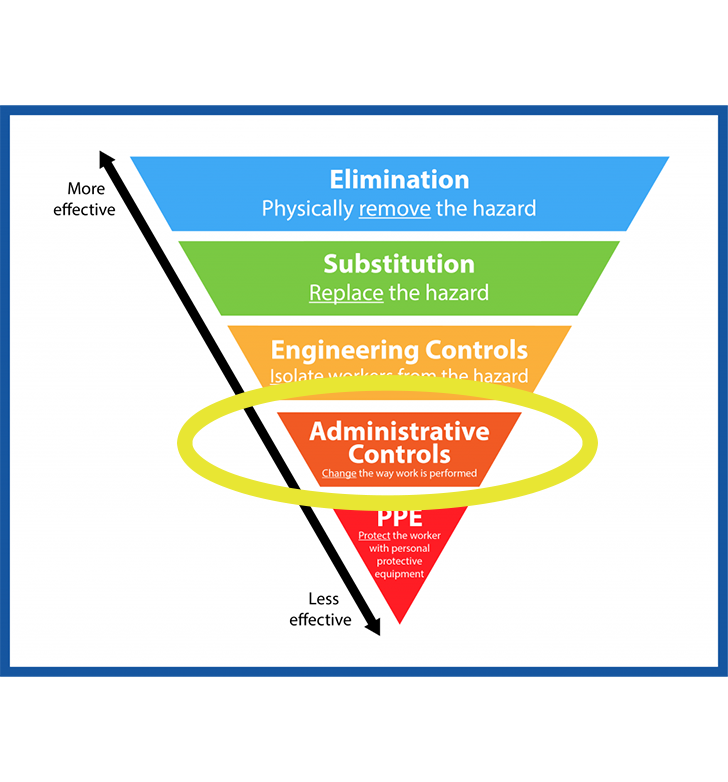 More
effective
Elimination
Physically remove the hazard
Substitution
Replace the hazard
Engineering Controls
Isolate workers from the hazard
Administrative
Controls
Change the way work is performed
PPE
Protect the worker
with personal
protective
equipment
Less
effective